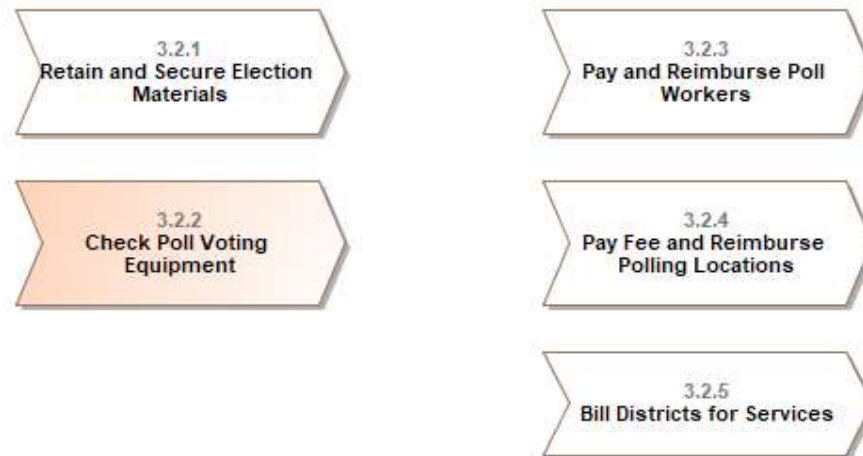 3.2.1
Retain and Secure Election
Materials
3.2.2
Check Poll Voting
Equipment
3.2.3
Pay and Reimburse Poll
Workers
3.2.4
Pay Fee and Reimburse
Polling Locations
3.2.5
Bill Districts for Services